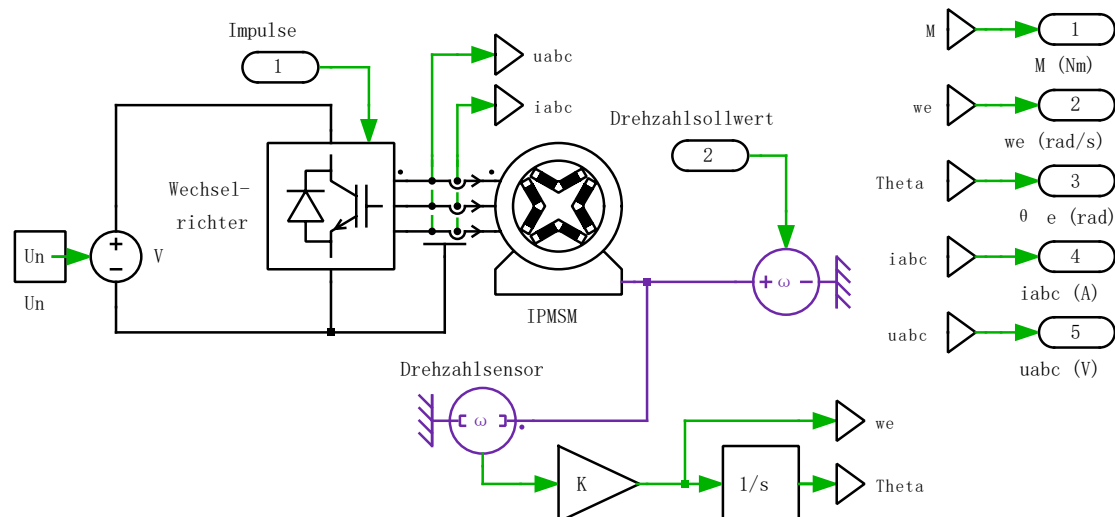 Impulse
1
uabc
iabc
Wechsel-
richter
Un
Un
V
IPMSM
Drehzahlsollwert
2
ω
Drehzahlsensor
ω
K
1/s
we
Theta
M
1
M (Nm)
we
2
we (rad/s)
Theta
3
θ e (rad)
iabc
4
iabc (A)
uabc
5
uabc (V)